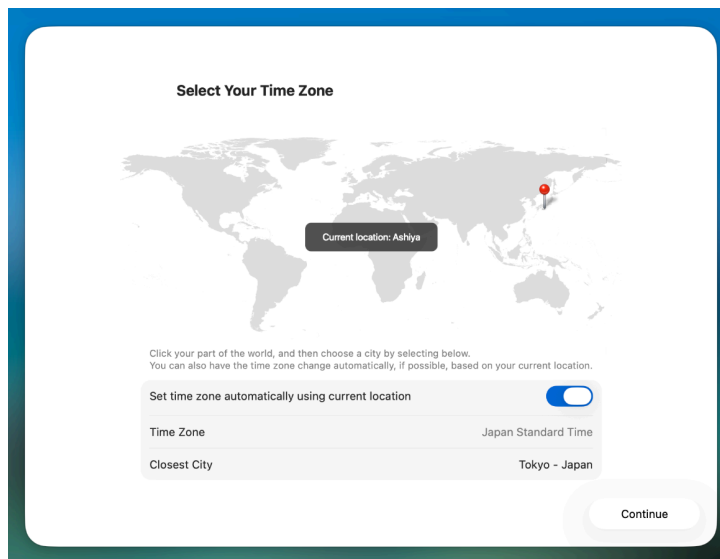 Select Your Time Zone
Current location: Ashiya
Click your part of the world, and then choose a city by selecting below.
You can also have the time zone change automatically, if possible, based on your current location.
Set time zone automatically using current location
Time Zone Japan Standard Time
Closest City Tokyo - Japan
Continue